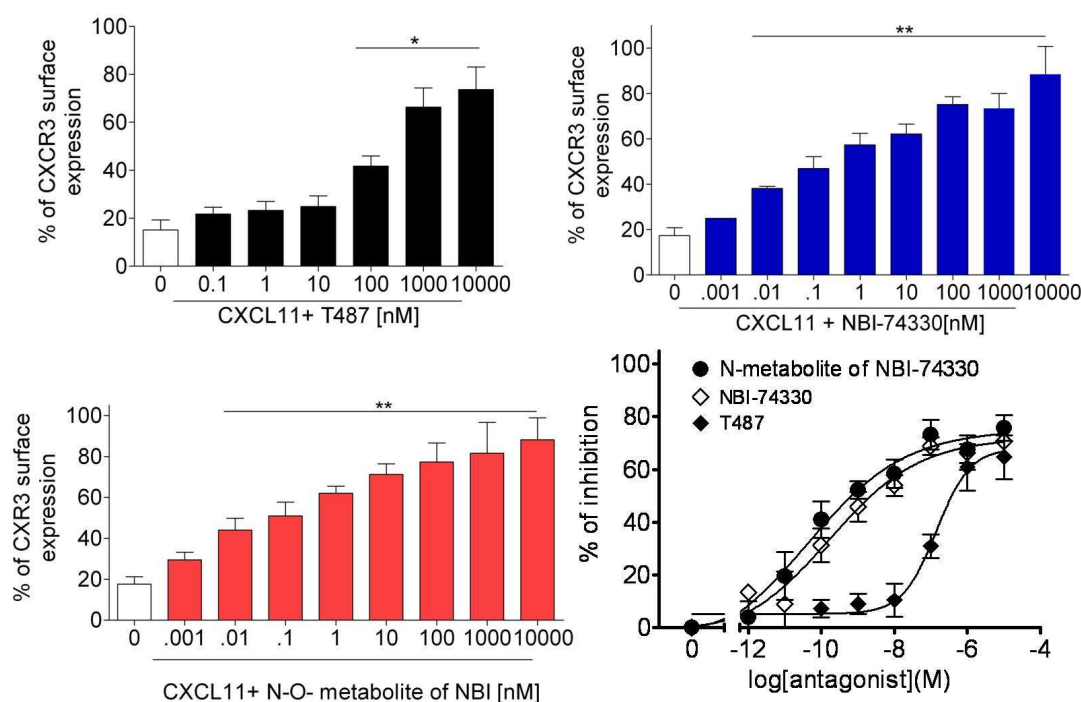 % of CXCR3 surface
expression
100
80
60
40
20
0
*
0 0.1 1 10 100 1000 10000
CXCL11+ T487 [nM]
% of CXCR3 surface
expression
100
80
60
40
20
0
**
0 .001 .01 .1 1 10 100 1000 10000
CXCL11 + NBI-74330[nM]
% of CXR3 surface
expression
100
80
60
40
20
0
**
0 .001 .01 .1 1 10 100 1000 10000
CXCL11+ N-O- metabolite of NBI [nM]
% of inhibition
100
80
60
40
20
0
N-metabolite of NBI-74330
NBI-74330
T487
0 -12 -10 -8 -6 -4
log[antagonist](M)